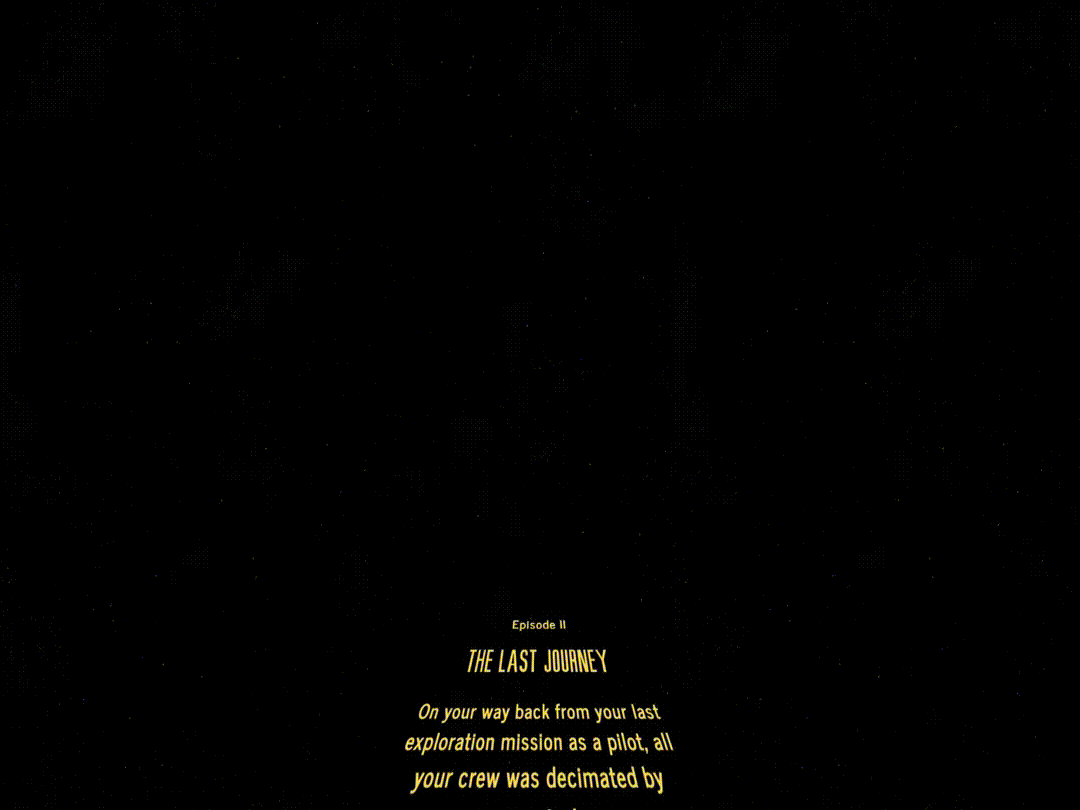 Episode II
THE LAST JOURNEY
On your way back from your last
exploration mission as a pilot, all
your crew was decimated by